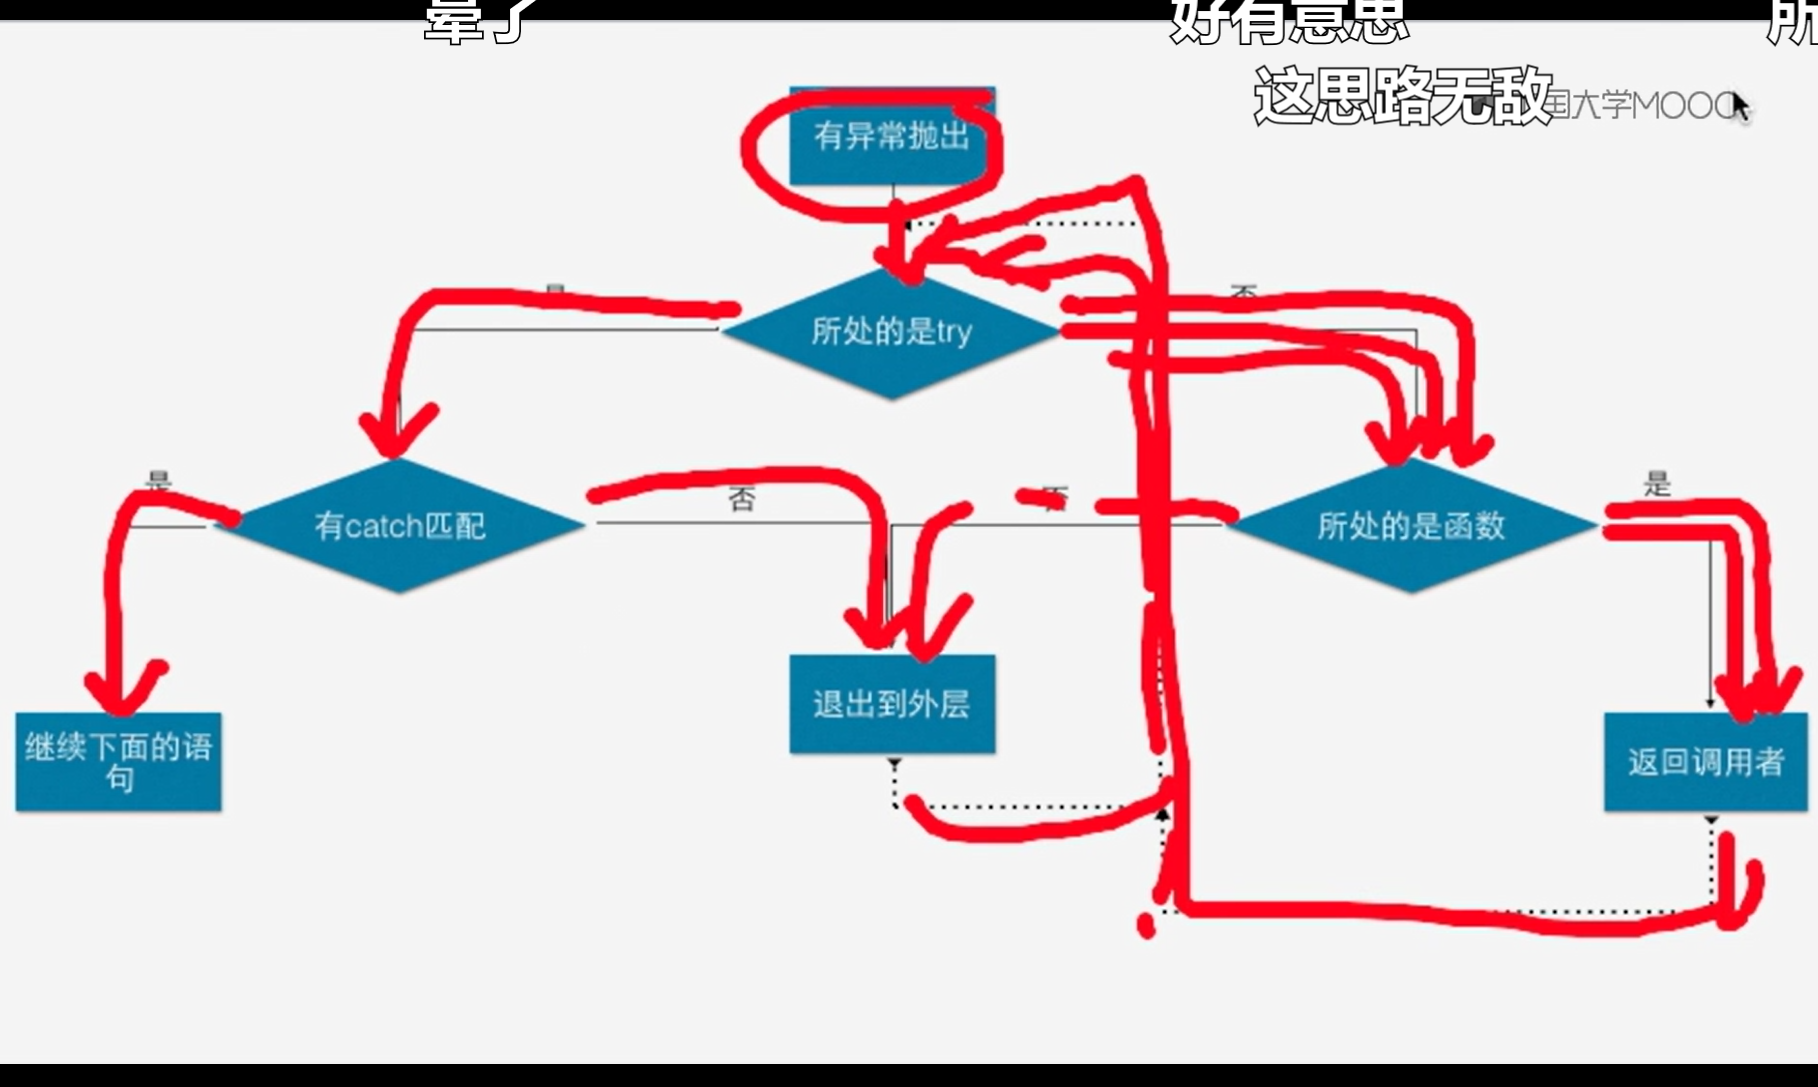 晕了
好有意思
所
这思路无敌
国大学MOOC
有异常抛出
是
所处的是try
否
是
有catch匹配
否
否
所处的是函数
是
继续下面的语
句
退出到外层
返回调用者